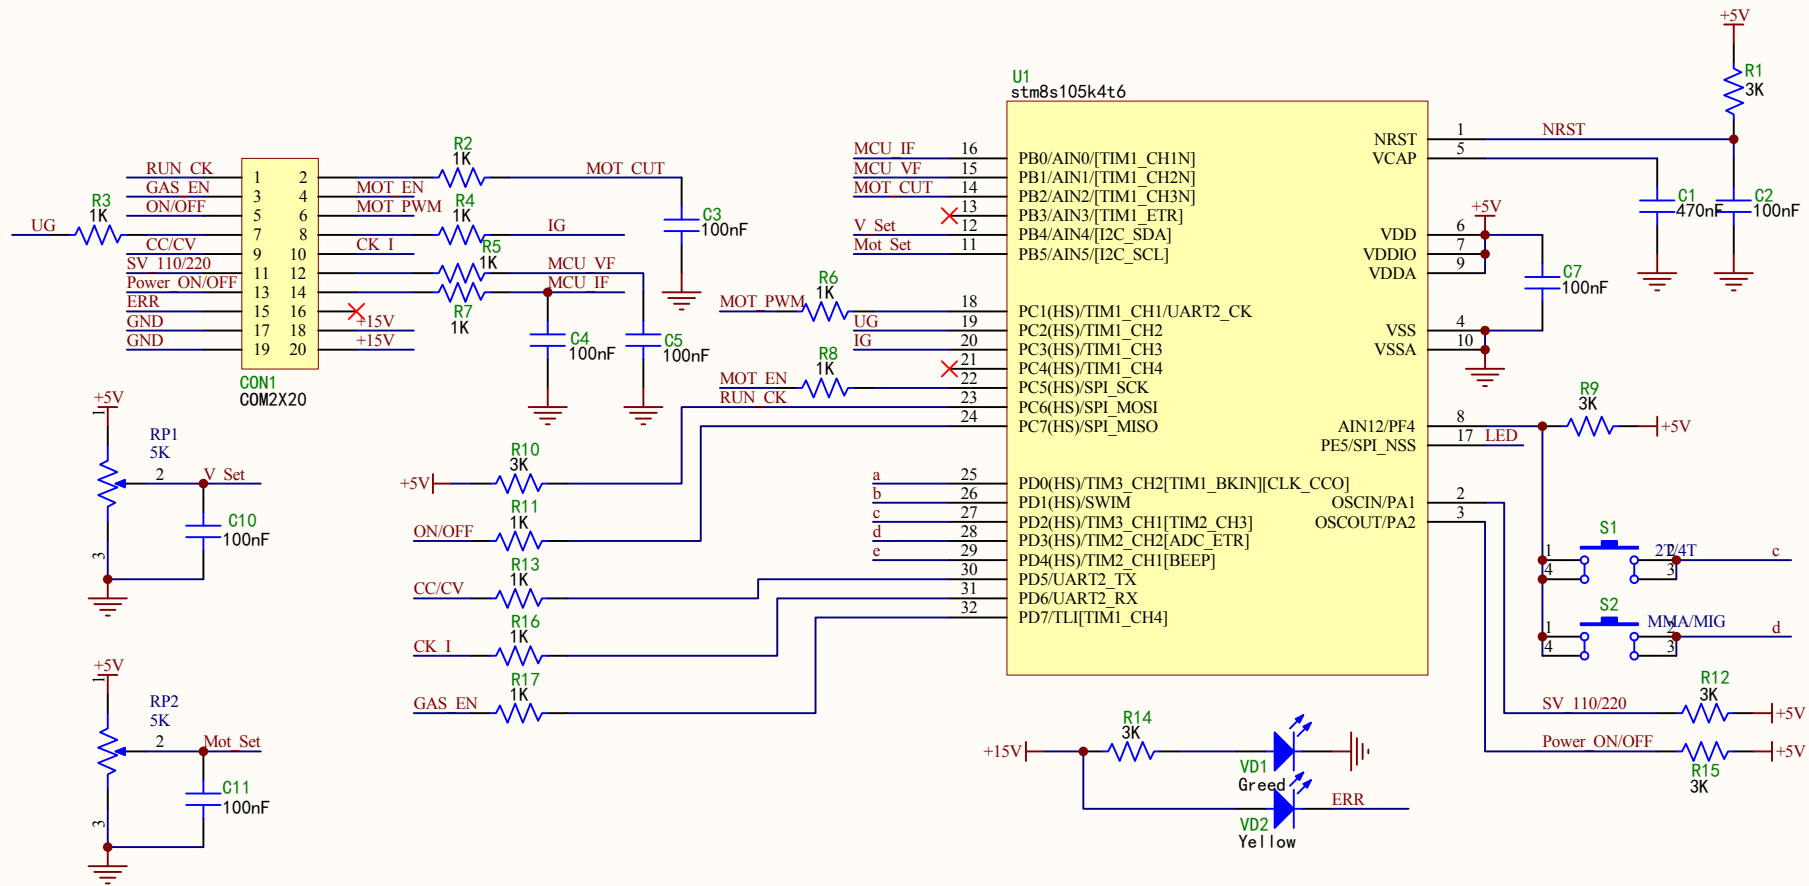 +5V
R1
3K
U1
stm8s105k4t6
NRST
1
NRST
VCAP
5
C1
470nF
C2
100nF
+5V
VDD
6
VDDIO
7
VDDA
9
C7
100nF
VSS
4
VSSA
10
R9
3K
AIN12/PF4
8
+5V
PE5/SPI_NSS
17
LED
OSCIN/PA1
2
OSCOUT/PA2
3
S1
2T/4T
1
2
4
3
c
S2
MMA/MIG
1
2
4
3
d
R12
3K
SV_110/220
+5V
Power_ON/OFF
+5V
R15
3K
MCU_IF
16
PB0/AIN0/[TIM1_CH1N]
MCU_VF
15
PB1/AIN1/[TIM1_CH2N]
MOT_CUT
14
PB2/AIN2/[TIM1_CH3N]
13
PB3/AIN3/[TIM1_ETR]
V_Set
12
PB4/AIN4/[I2C_SDA]
Mot_Set
11
PB5/AIN5/[I2C_SCL]
R6
1K
MOT_PWM
18
PC1(HS)/TIM1_CH1/UART2_CK
UG
19
PC2(HS)/TIM1_CH2
IG
20
PC3(HS)/TIM1_CH3
21
PC4(HS)/TIM1_CH4
R8
1K
MOT_EN
22
PC5(HS)/SPI_SCK
RUN_CK
23
PC6(HS)/SPI_MOSI
24
PC7(HS)/SPI_MISO
a
25
PD0(HS)/TIM3_CH2[TIM1_BKIN][CLK_CCO]
b
26
PD1(HS)/SWIM
c
27
PD2(HS)/TIM3_CH1[TIM2_CH3]
d
28
PD3(HS)/TIM2_CH2[ADC_ETR]
e
29
PD4(HS)/TIM2_CH1[BEEP]
30
PD5/UART2_TX
31
PD6/UART2_RX
32
PD7/TLI[TIM1_CH4]
R2
1K
RUN_CK
1
2
MOT_CUT
GAS_EN
3
4
MOT_EN
R3
1K
ON/OFF
5
6
MOT_PWM
R4
1K
C3
100nF
UG
7
8
IG
CC/CV
9
10
CK_I
R5
1K
SV_110/220
11
12
MCU_VF
Power_ON/OFF
13
14
MCU_IF
ERR
15
16
R7
1K
GND
17
18
+15V
GND
19
20
+15V
C4
100nF
C5
100nF
CON1
COM2X20
+5V
1
RP1
5K
2
V_Set
C10
100nF
3
+5V
1
RP2
5K
2
Mot_Set
C11
100nF
3
R10
3K
+5V
R11
1K
ON/OFF
R13
1K
CC/CV
R16
1K
CK_I
R17
1K
GAS_EN
R14
3K
+15V
VD1
Greed
ERR
VD2
Yellow